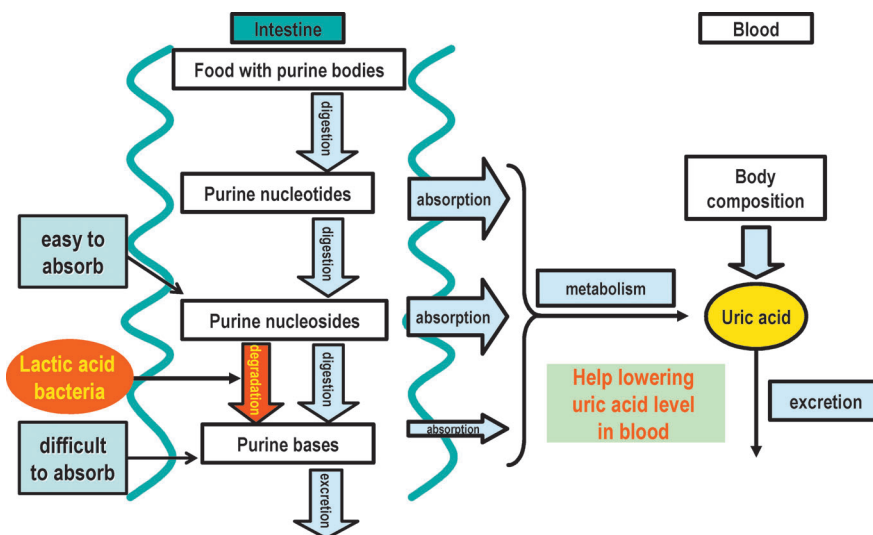 Intestine
Blood
Food with purine bodies
digestion
Purine nucleotides
absorption
Body
composition
easy to
absorb
digestion
metabolism
Purine nucleosides
absorption
Uric acid
Lactic acid
bacteria
degradation
digestion
Help lowering
uric acid level
in blood
excretion
difficult
to absorb
Purine bases
absorption
excretion